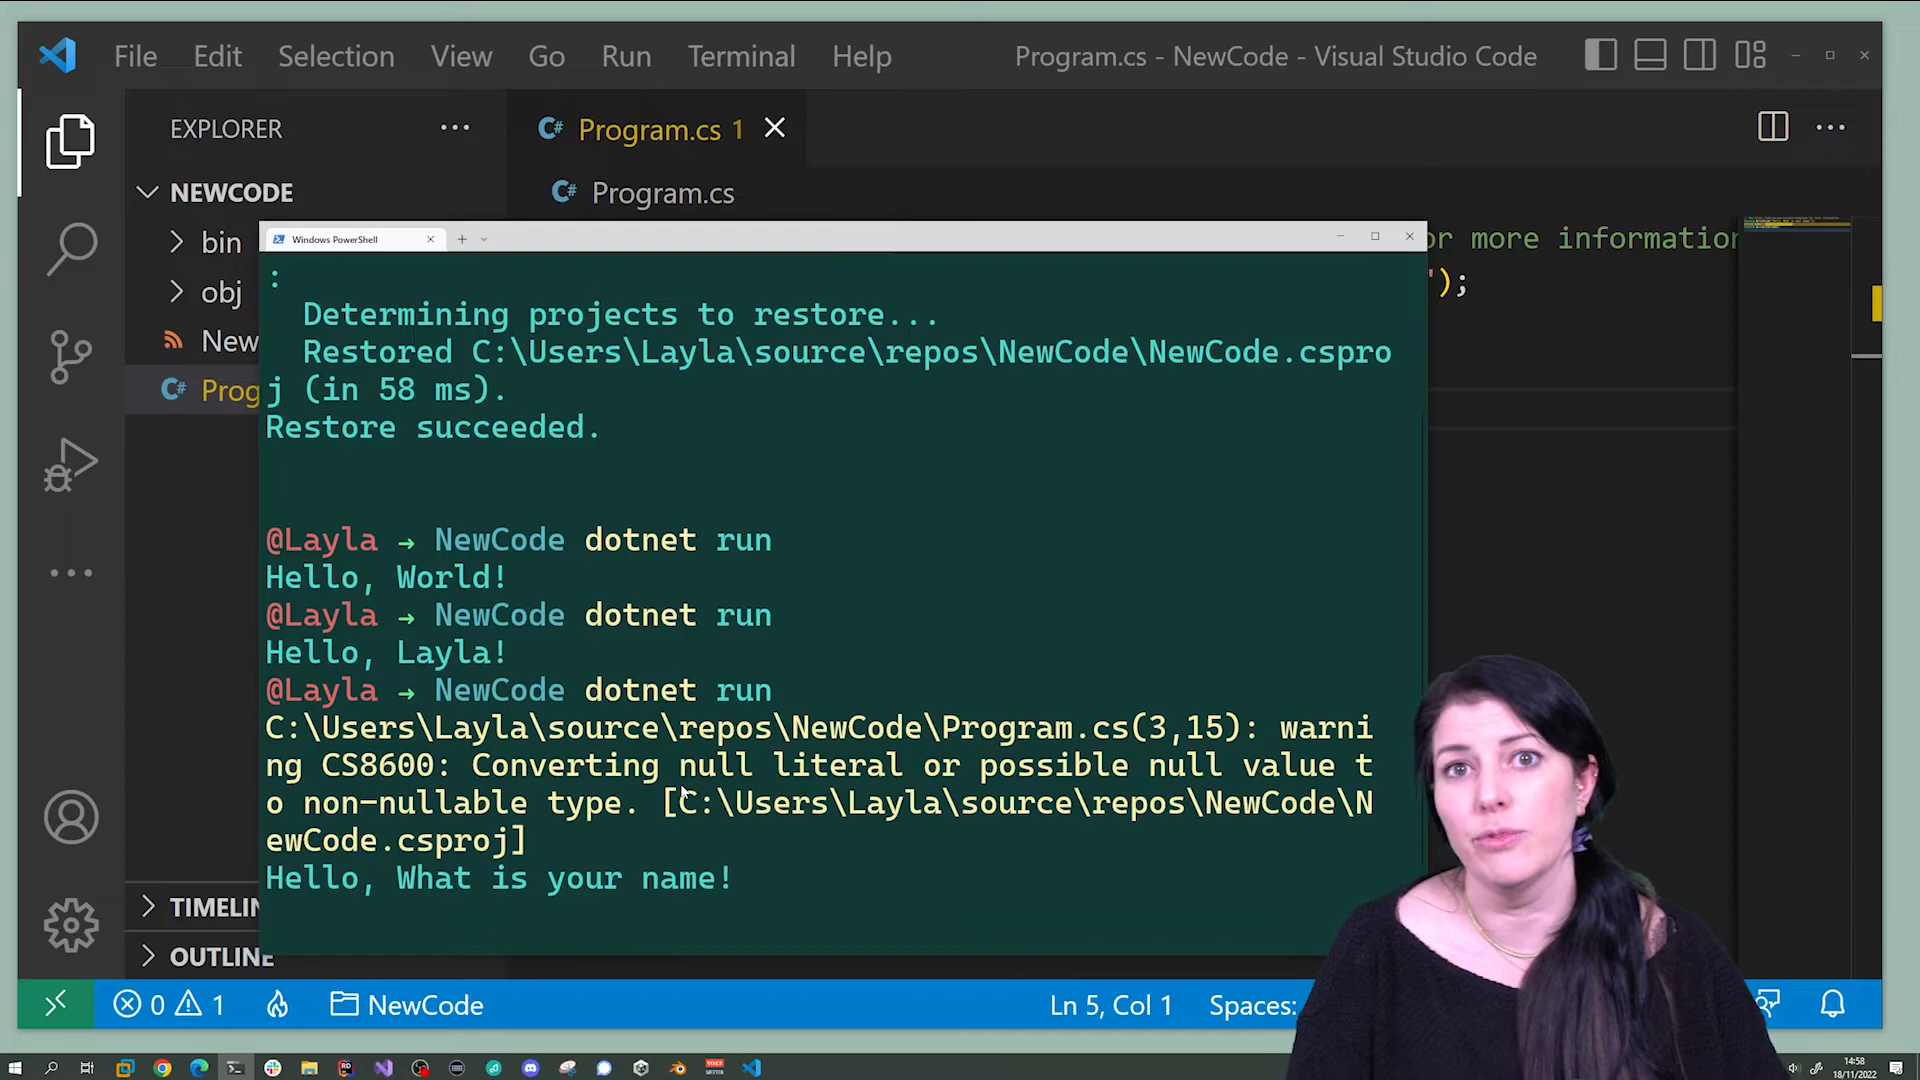 File Edit Selection View Go Run Terminal Help Program.cs - NewCode - Visual Studio Code
EXPLORER
Program.cs 1
NEWCODE
Program.cs
bin
obj
New
Prog
or more information
");
Windows PowerShell
:
Determining projects to restore...
Restored C:\Users\Layla\source\repos\NewCode\NewCode.cspro
j (in 58 ms).
Restore succeeded.
@Layla → NewCode dotnet run
Hello, World!
@Layla → NewCode dotnet run
Hello, Layla!
@Layla → NewCode dotnet run
C:\Users\Layla\source\repos\NewCode\Program.cs(3,15): warni
ng CS8600: Converting null literal or possible null value t
o non-nullable type. [C:\Users\Layla\source\repos\NewCode\N
ewCode.csproj]
Hello, What is your name!
TIMELIN
OUTLINE
0 1 NewCode Ln 5, Col 1 Spaces:
14:58
18/11/2022